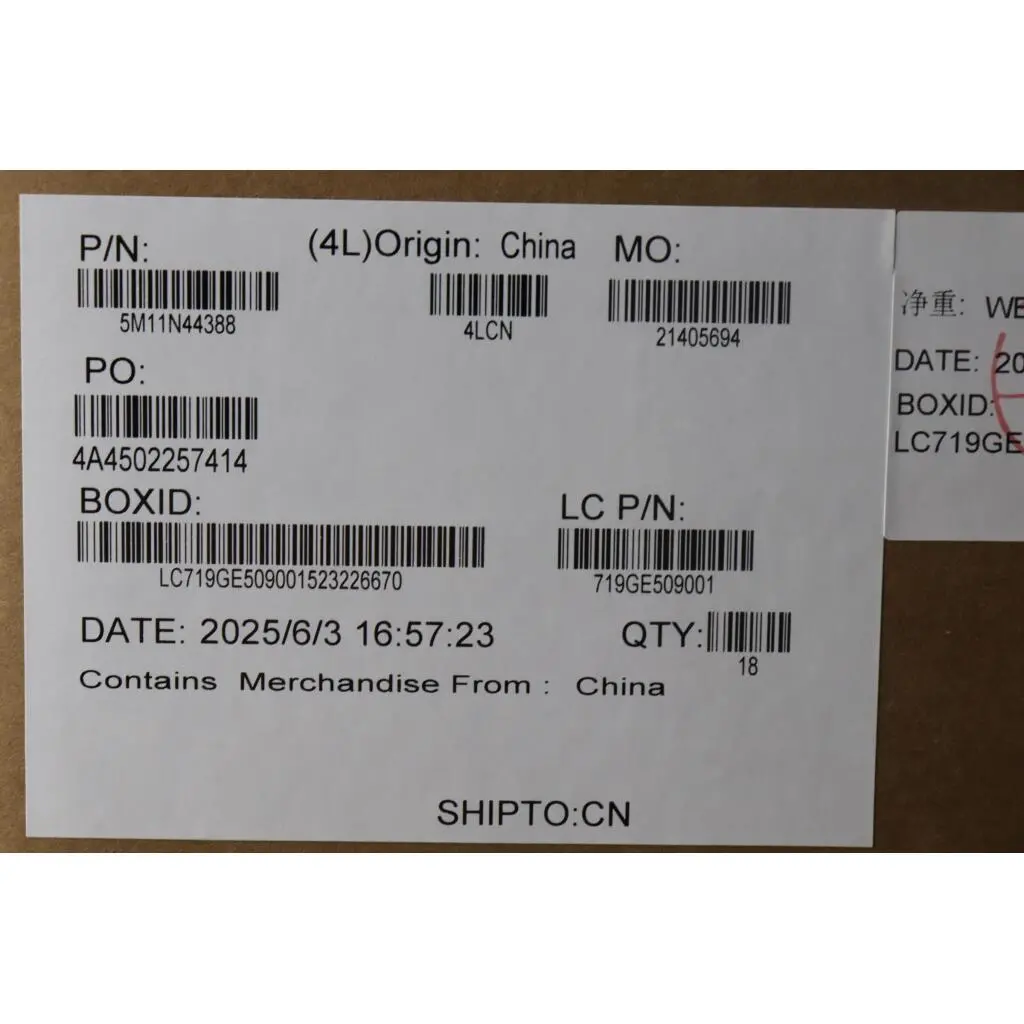 P/N:
(4L)Origin: China
MO:
5M11N44388
4LCN
21405694
PO:
4A4502257414
BOXID:
LC P/N:
LC719GE509001523226670
719GE509001
DATE: 2025/6/3 16:57:23
QTY:
18
Contains Merchandise From : China
SHIPTO:CN
净重:
DATE: 20
BOXID:
LC719GE